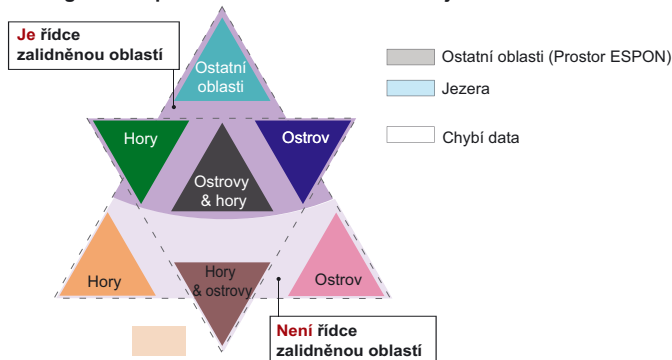 Je řídce
zalidněnou oblastí
Ostatní
oblasti
Ostatní oblasti (Prostor ESPON)
Jezera
Chybí data
Hory
Ostrov
Ostrovy
& hory
Hory
Hory
& ostrovy
Ostrov
Není řídce
zalidněnou oblastí